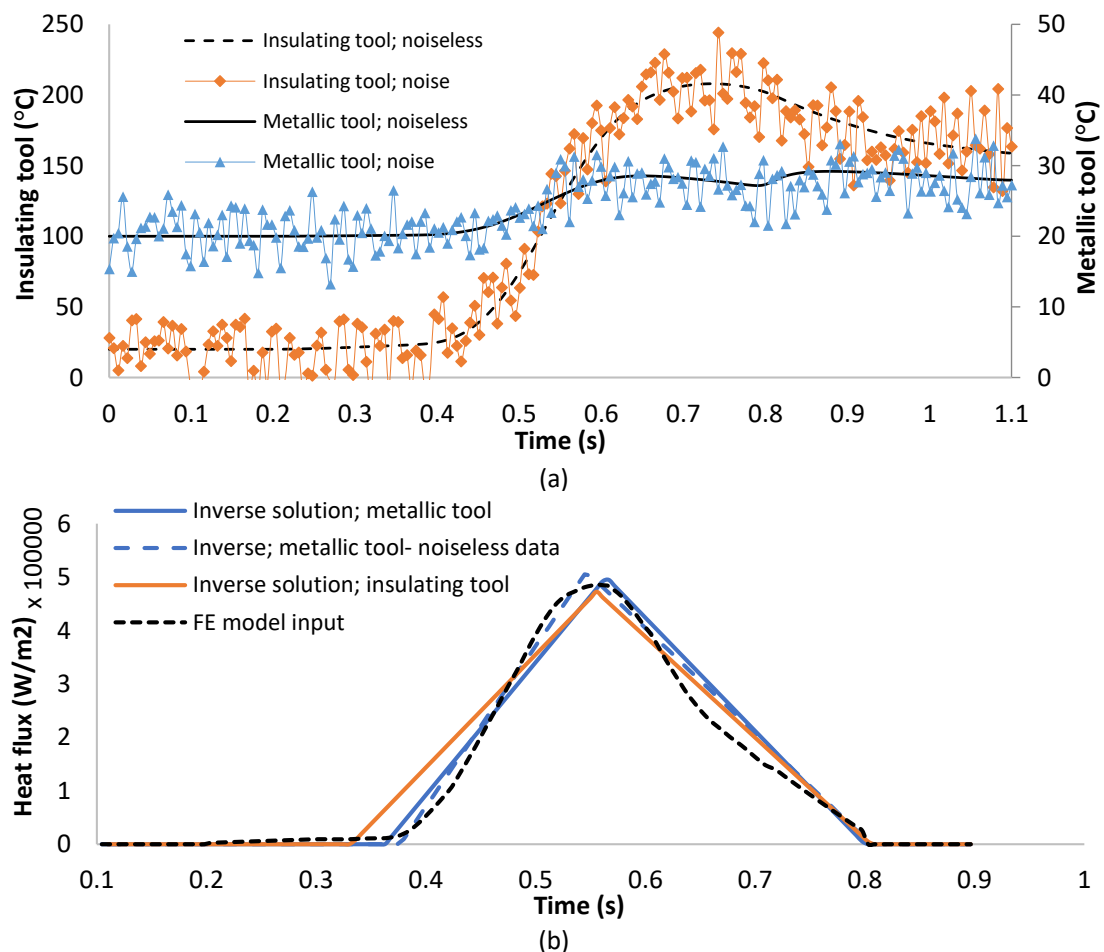 250
200
150
100
50
0
Insulating tool (°C)
Insulating tool; noiseless
Insulating tool; noise
Metallic tool; noiseless
Metallic tool; noise
50
40
30
20
10
0
Metallic tool (°C)
0 0.1 0.2 0.3 0.4 0.5 0.6 0.7 0.8 0.9 1 1.1
Time (s)
(a)
Inverse solution; metallic tool
Inverse; metallic tool- noiseless data
Inverse solution; insulating tool
FE model input
6
5
4
3
2
1
0
Heat flux (W/m2) x 100000
0.1 0.2 0.3 0.4 0.5 0.6 0.7 0.8 0.9 1
Time (s)
(b)